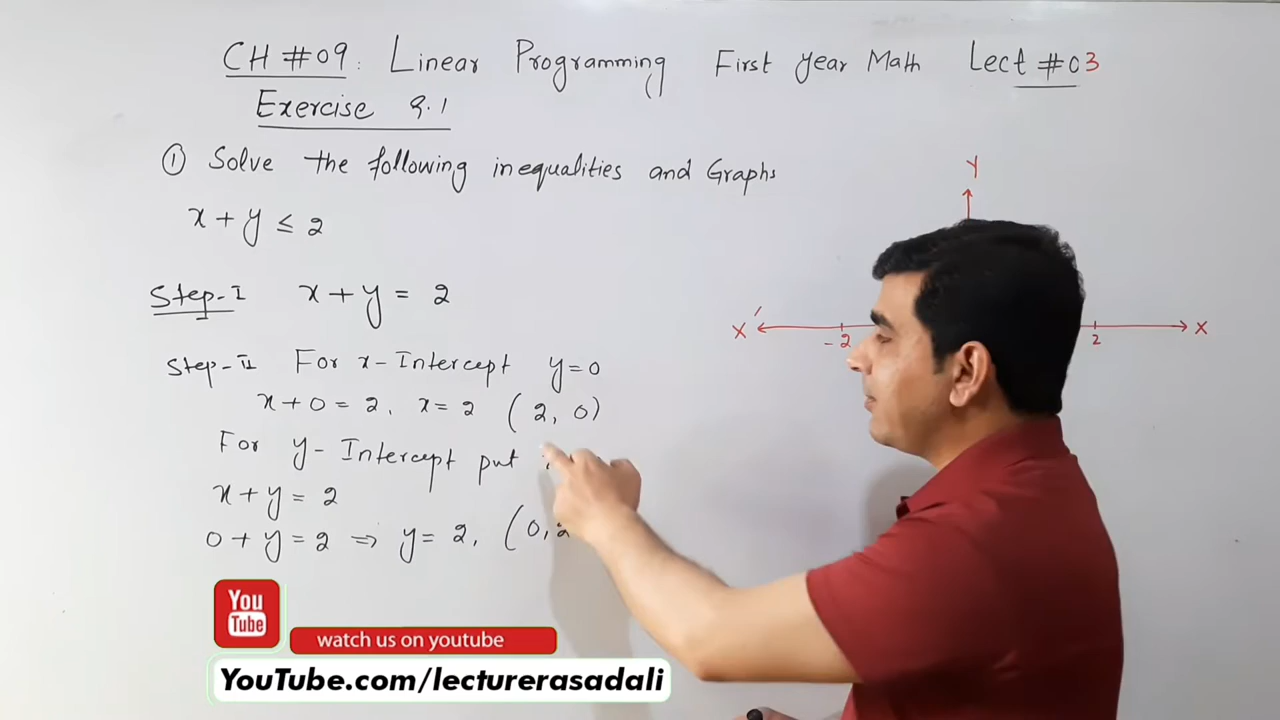 CH #09: Linear Programming First year Math Lect #03
Exercise 9.1
① Solve the following inequalities and Graphs
x + y ≤ 2
Step-I x + y = 2
Step-II For x-Intercept y=0
x + 0 = 2, x = 2 (2, 0)
For y-Intercept put
x + y = 2
0 + y = 2 ⇒ y = 2, (0, 2
Y
X′ X
-2 2
You
Tube
watch us on youtube
YouTube.com/lecturerasadali